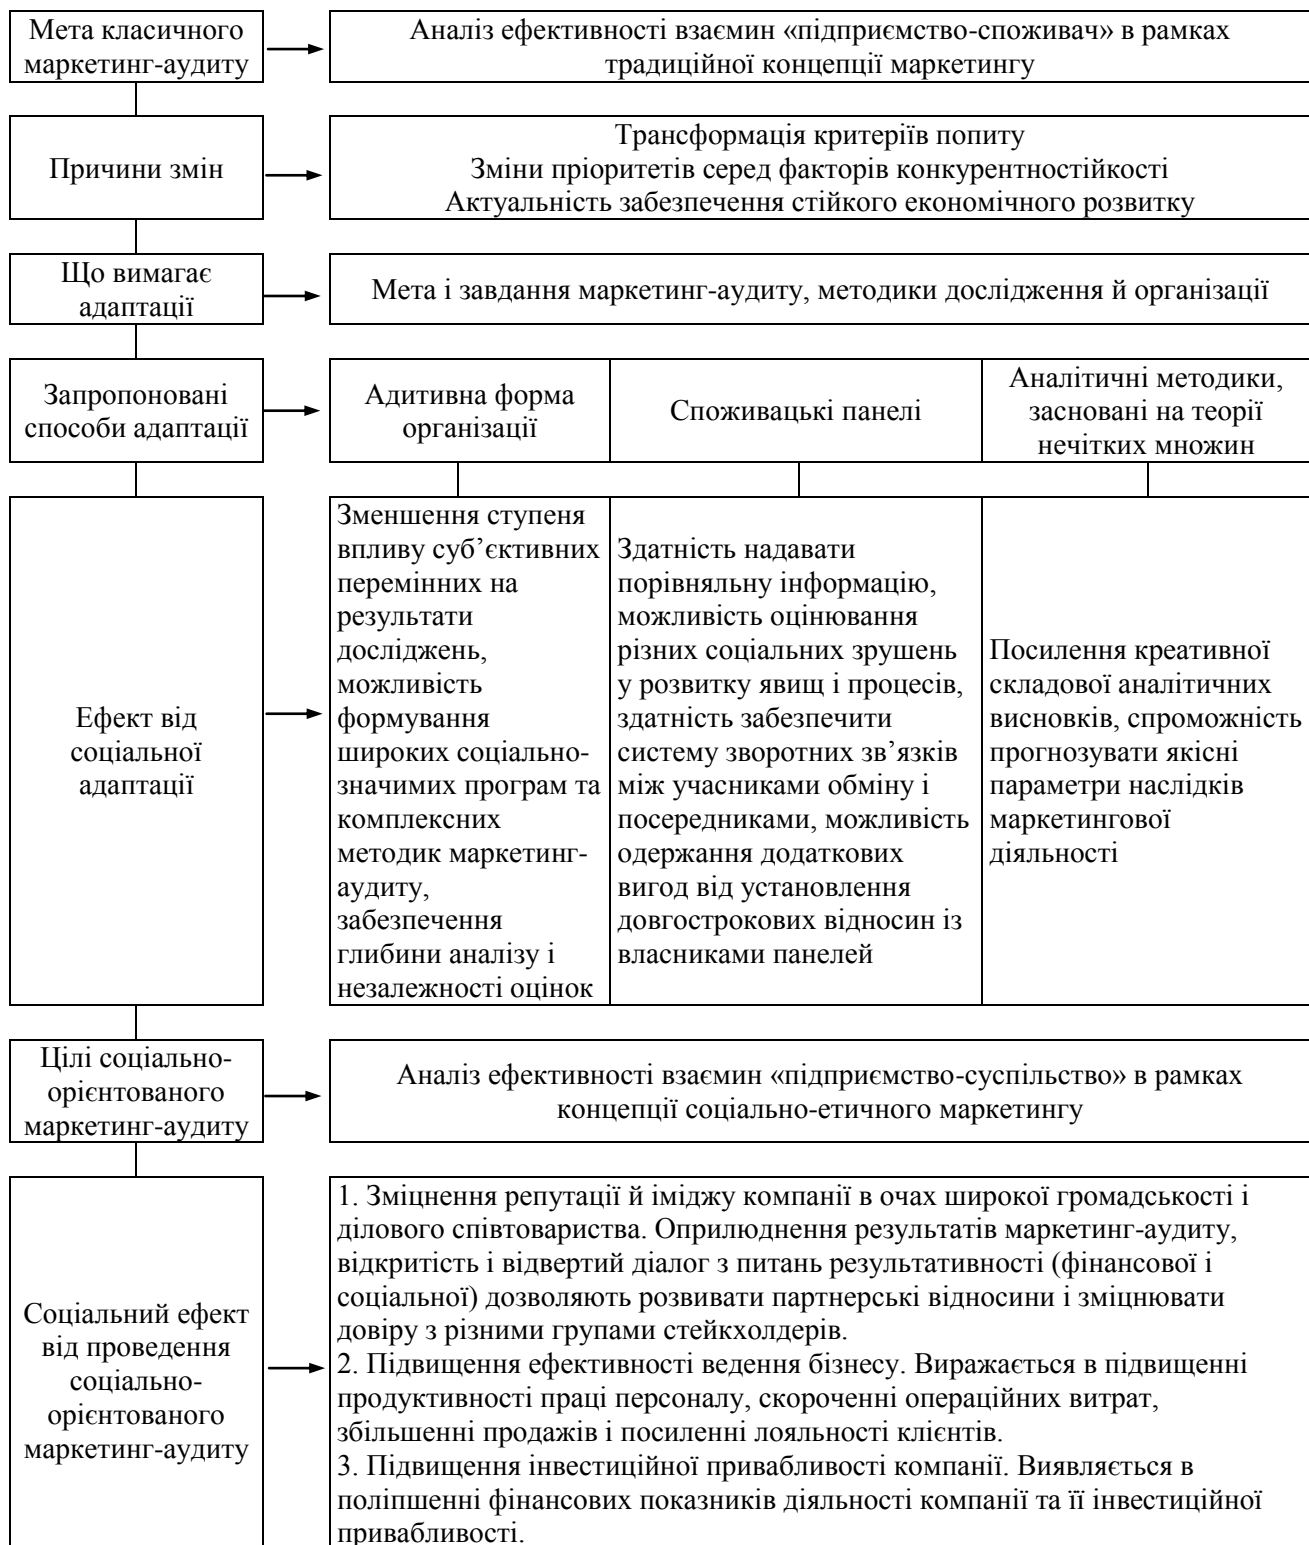 Мета класичного
маркетинг-аудиту
Аналіз ефективності взаємин «підприємство-споживач» в рамках
традиційної концепції маркетингу
Причини змін
Трансформація критеріїв попиту
Зміни пріоритетів серед факторів конкурентностійкості
Актуальність забезпечення стійкого економічного розвитку
Що вимагає
адаптації
Мета і завдання маркетинг-аудиту, методики дослідження й організації
Запропоновані
способи адаптації
Адитивна форма
організації
Споживацькі панелі
Аналітичні методики,
засновані на теорії
нечітких множин
Ефект від
соціальної
адаптації
Зменшення ступеня
впливу суб’єктивних
перемінних на
результати
досліджень,
можливість
формування
широких соціально-
значимих програм та
комплексних
методик маркетинг-
аудиту,
забезпечення
глибини аналізу і
незалежності оцінок
Здатність надавати
порівняльну інформацію,
можливість оцінювання
різних соціальних зрушень
у розвитку явищ і процесів,
здатність забезпечити
систему зворотних зв’язків
між учасниками обміну і
посередниками, можливість
одержання додаткових
вигод від установлення
довгострокових відносин із
власниками панелей
Посилення креативної
складової аналітичних
висновків, спроможність
прогнозувати якісні
параметри наслідків
маркетингової
діяльності
Цілі соціально-
орієнтованого
маркетинг-аудиту
Аналіз ефективності взаємин «підприємство-суспільство» в рамках
концепції соціально-етичного маркетингу
Соціальний ефект
від проведення
соціально-
орієнтованого
маркетинг-аудиту
1. Зміцнення репутації й іміджу компанії в очах широкої громадськості і
ділового співтовариства. Оприлюднення результатів маркетинг-аудиту,
відкритість і відвертий діалог з питань результативності (фінансової і
соціальної) дозволяють розвивати партнерські відносини і зміцнювати
довіру з різними групами стейкхолдерів.
2. Підвищення ефективності ведення бізнесу. Виражається в підвищенні
продуктивності праці персоналу, скороченні операційних витрат,
збільшенні продажів і посиленні лояльності клієнтів.
3. Підвищення інвестиційної привабливості компанії. Виявляється в
поліпшенні фінансових показників діяльності компанії та її інвестиційної
привабливості.